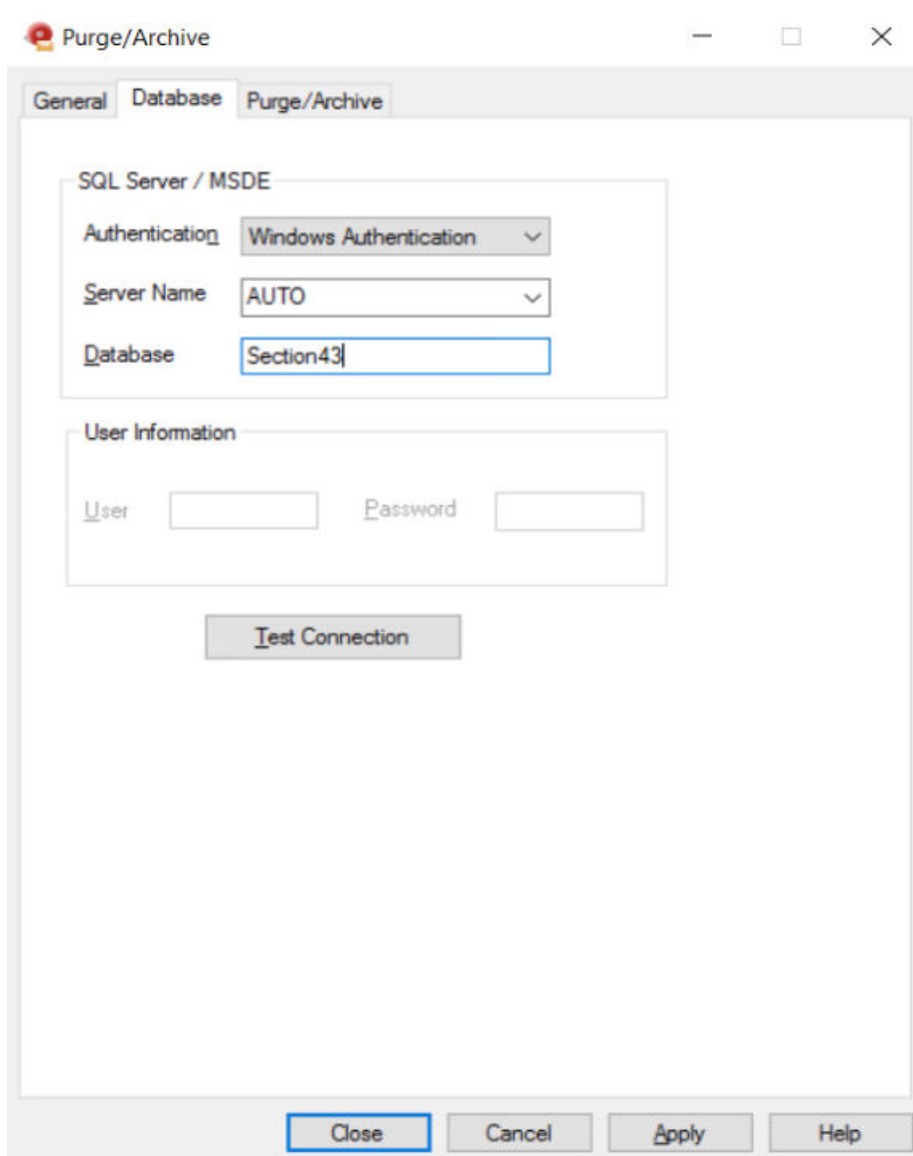 Purge/Archive
General Database Purge/Archive
SQL Server / MSDE
Authentication Windows Authentication
Server Name AUTO
Database Section43
User Information
User Password
Test Connection
Close Cancel Apply Help